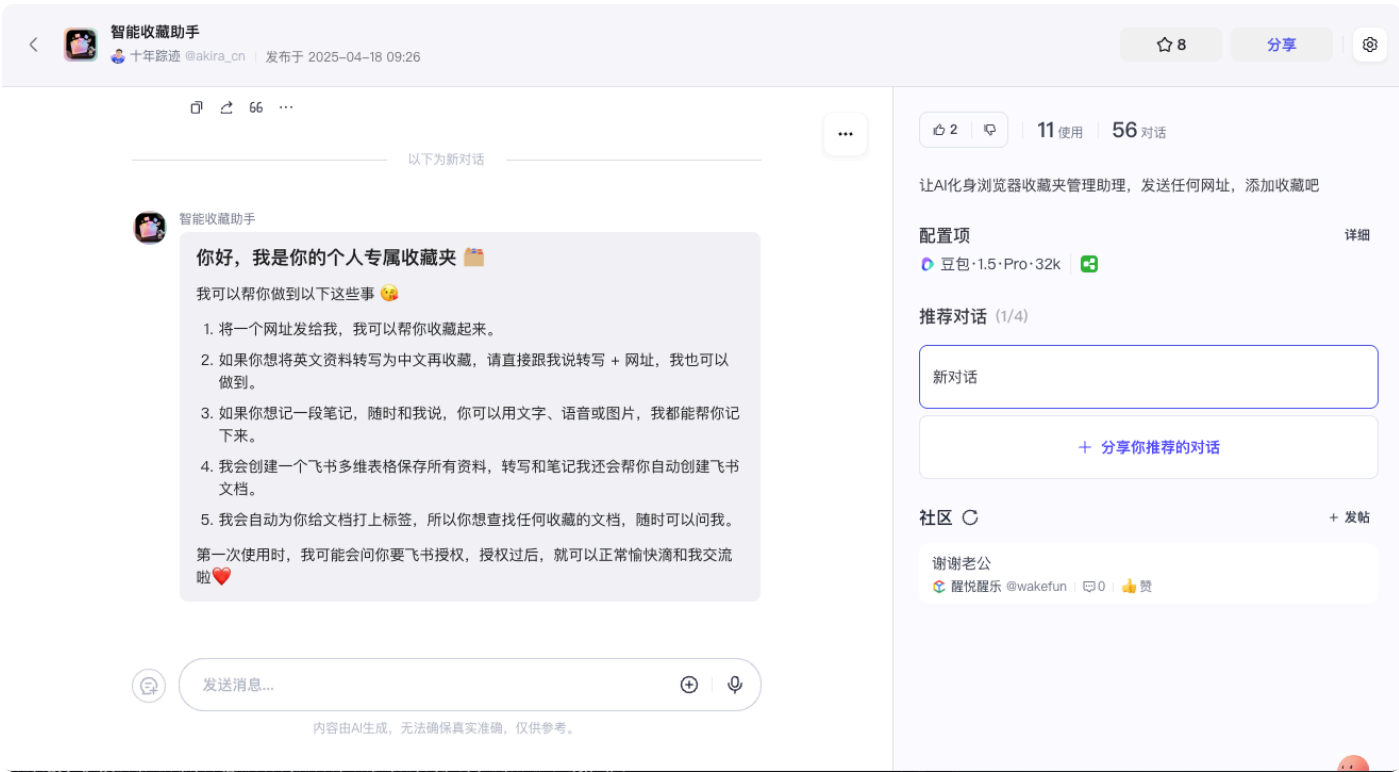 智能收藏助手
十年踪迹 @akira_cn 发布于 2025-04-18 09:26
8
分享
以下为新对话
智能收藏助手
你好，我是你的个人专属收藏夹 🗂️
我可以帮你做到以下这些事 😘
1. 将一个网址发给我，我可以帮你收藏起来。
2. 如果你想将英文资料转写为中文再收藏，请直接跟我说转写 + 网址，我也可以
做到。
3. 如果你想记一段笔记，随时和我说，你可以用文字、语音或图片，我都能帮你记
下来。
4. 我会创建一个飞书多维表格保存所有资料，转写和笔记我还会帮你自动创建飞书
文档。
5. 我会自动为你给文档打上标签，所以你想查找任何收藏的文档，随时可以问我。
第一次使用时，我可能会问你要飞书授权，授权过后，就可以正常愉快滴和我交流
啦❤️
发送消息...
内容由AI生成，无法确保真实准确，仅供参考。
2
11 使用
56 对话
让AI化身浏览器收藏夹管理助理，发送任何网址，添加收藏吧
配置项
详细
豆包·1.5·Pro·32k
推荐对话 (1/4)
新对话
+ 分享你推荐的对话
社区
+ 发帖
谢谢老公
醒悦醒乐 @wakefun 0 👍赞